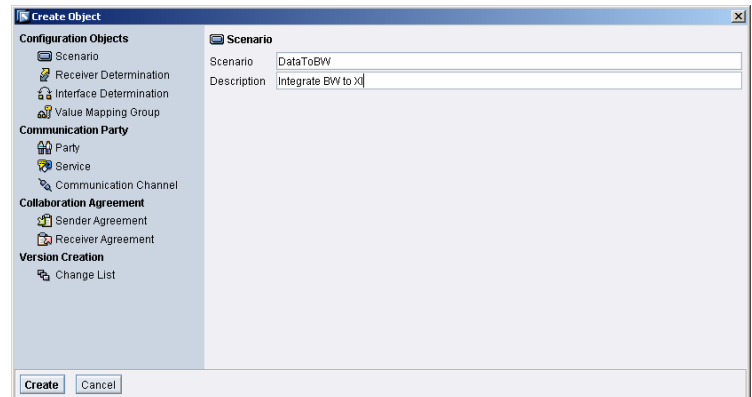 Create Object
Configuration Objects
Scenario
Receiver Determination
Interface Determination
Value Mapping Group
Communication Party
Party
Service
Communication Channel
Collaboration Agreement
Sender Agreement
Receiver Agreement
Version Creation
Change List
Scenario
Scenario DataToBW
Description Integrate BW to XI
Create Cancel